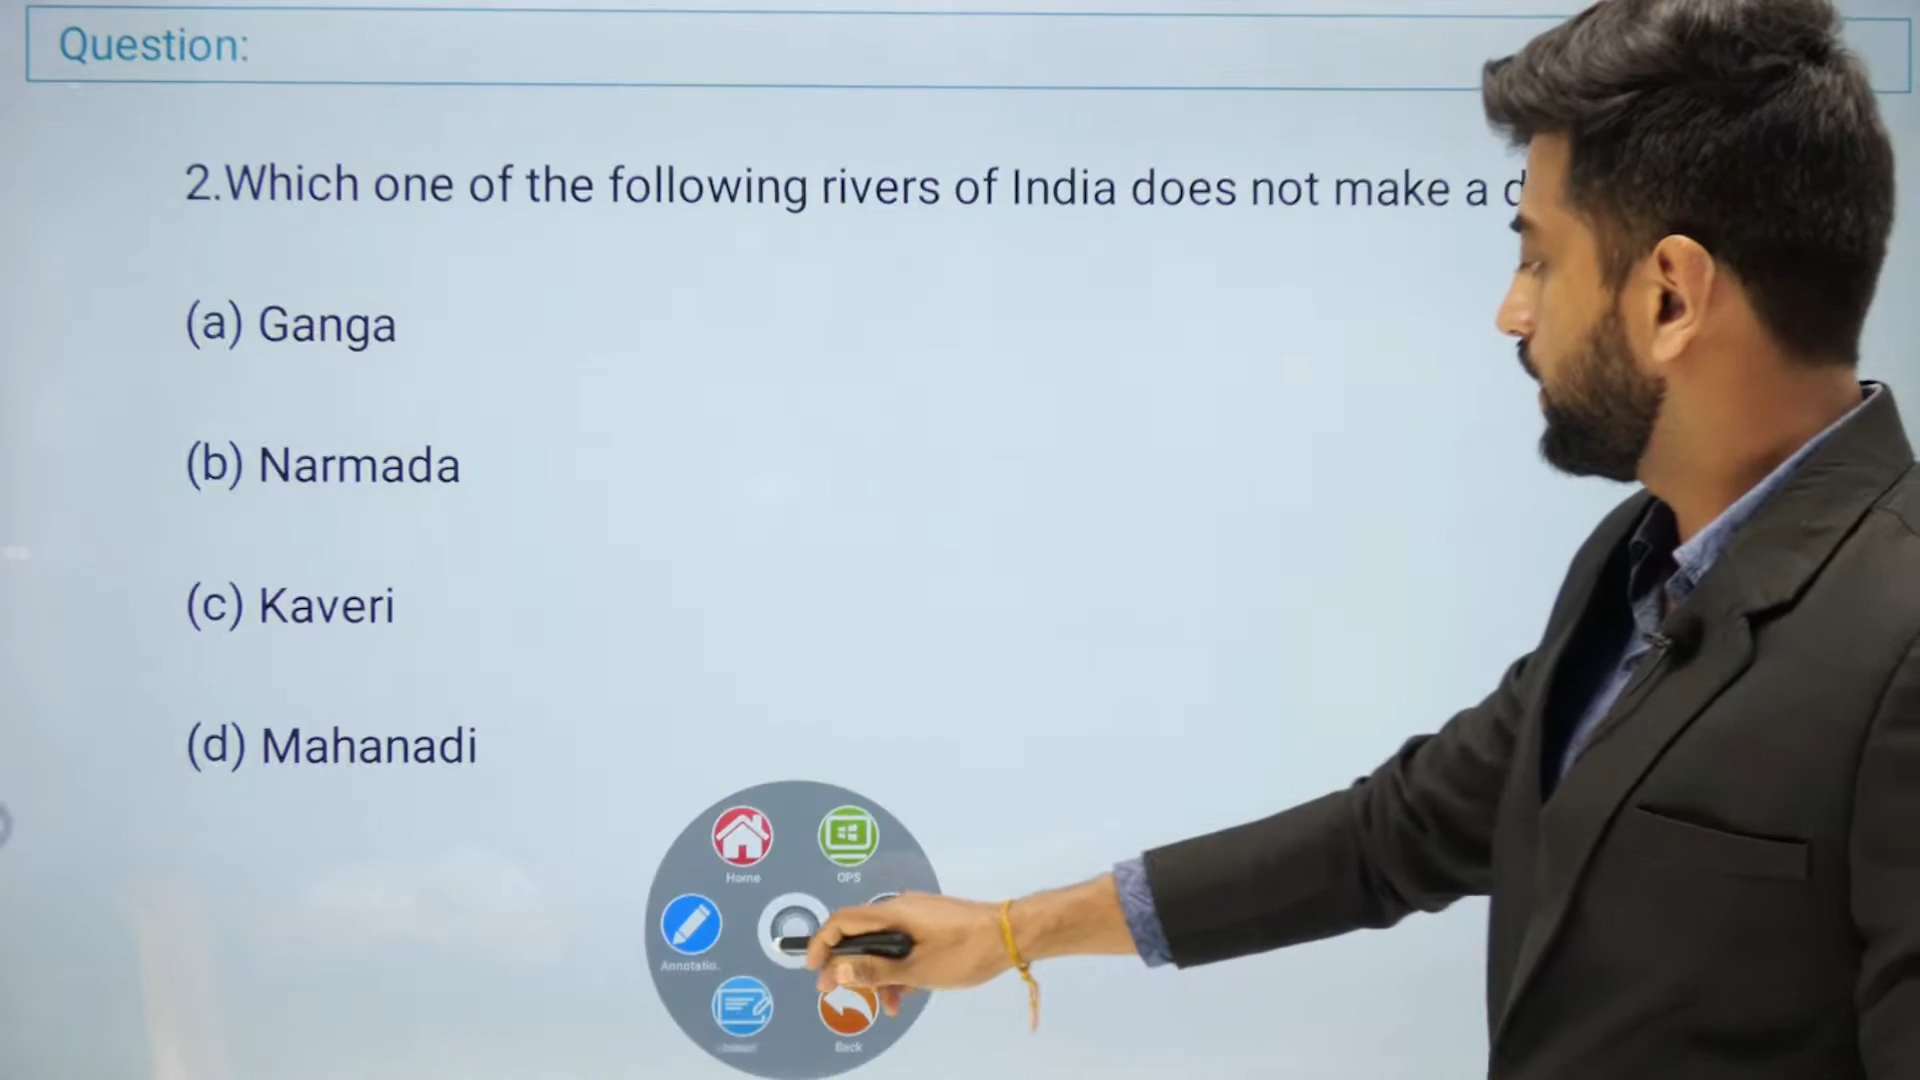 Question:
2.Which one of the following rivers of India does not make a
(a) Ganga
(b) Narmada
(c) Kaveri
(d) Mahanadi
Home
OPS
Annotatio..
Back